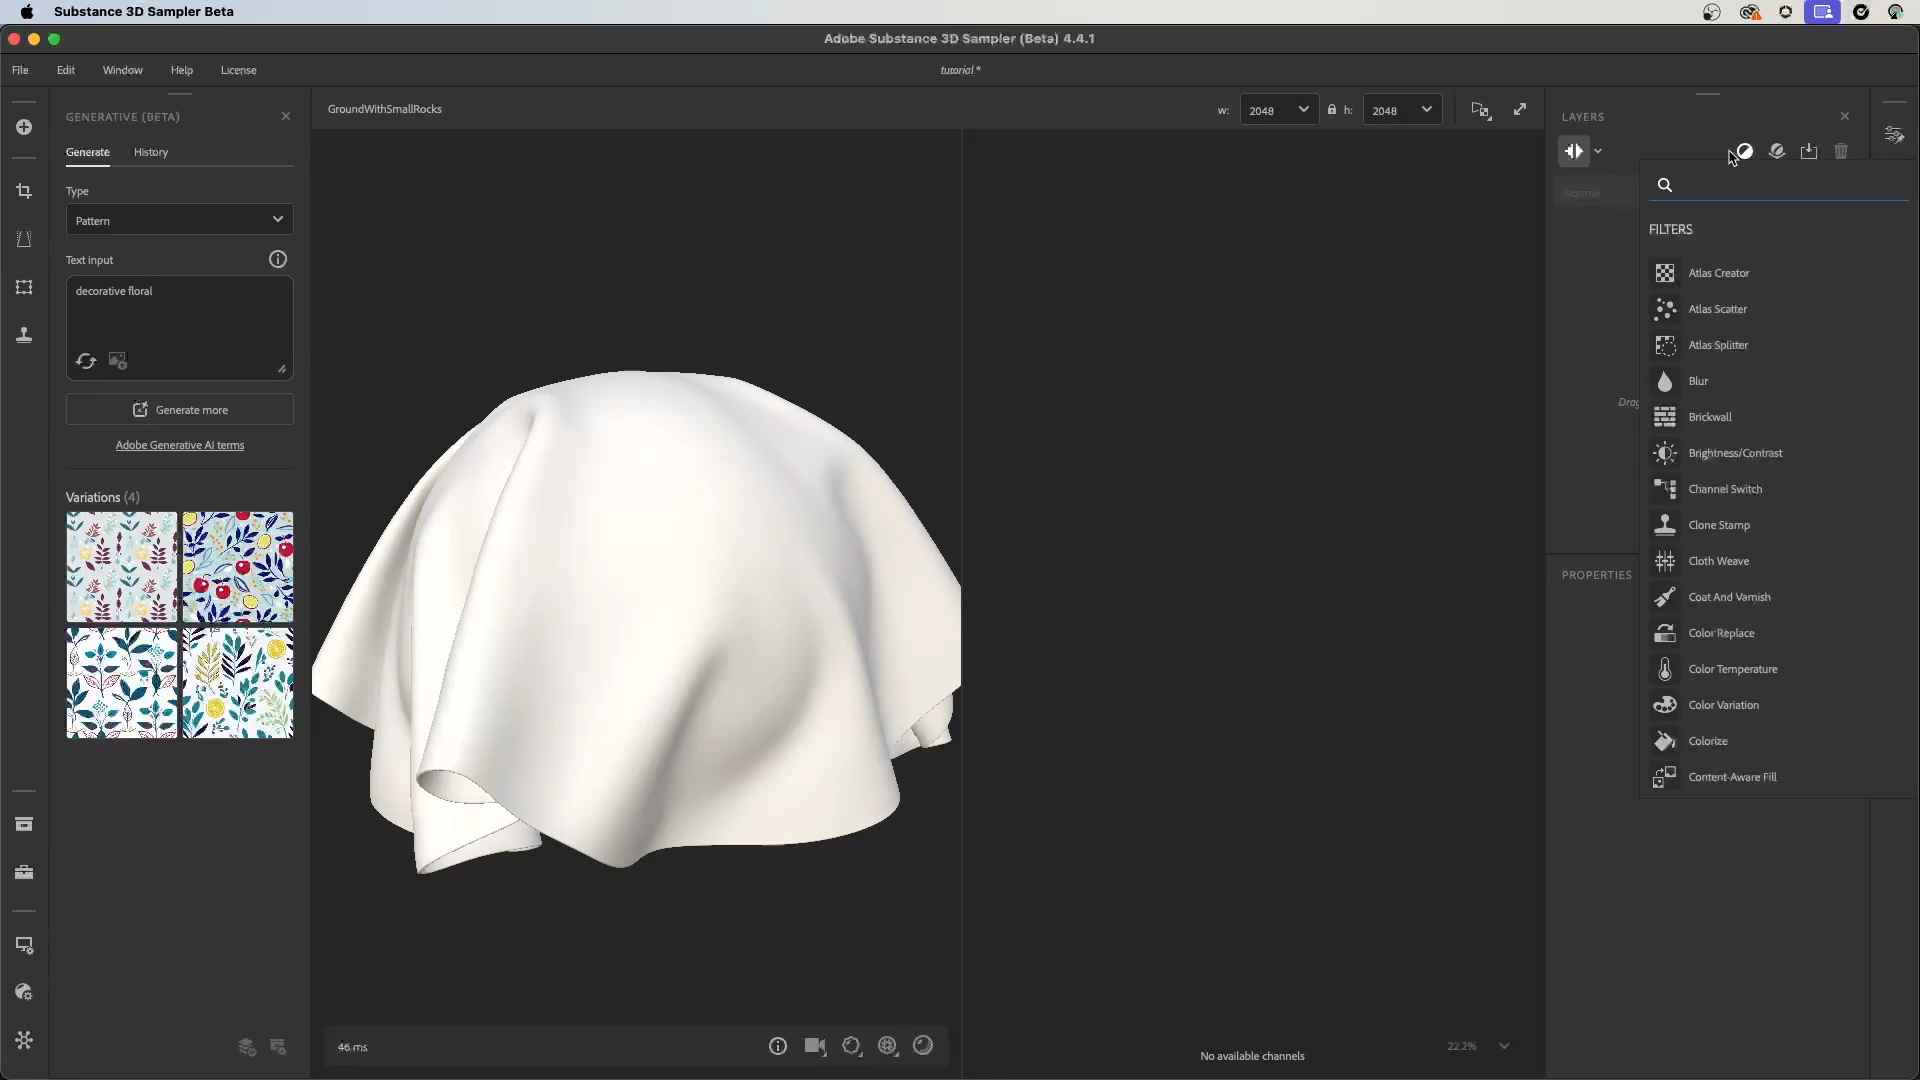 Substance 3D Sampler Beta
Adobe Substance 3D Sampler (Beta) 4.4.1
File Edit Window Help License
tutorial *
GENERATIVE (BETA)
Generate History
Type
Pattern
Text input
decorative floral
Generate more
Adobe Generative AI terms
Variations (4)
GroundWithSmallRocks
w: 2048 h: 2048
46 ms
No available channels
22.2%
LAYERS
Normal
Drag
PROPERTIES
FILTERS
Atlas Creator
Atlas Scatter
Atlas Splitter
Blur
Brickwall
Brightness/Contrast
Channel Switch
Clone Stamp
Cloth Weave
Coat And Varnish
Color Replace
Color Temperature
Color Variation
Colorize
Content-Aware Fill